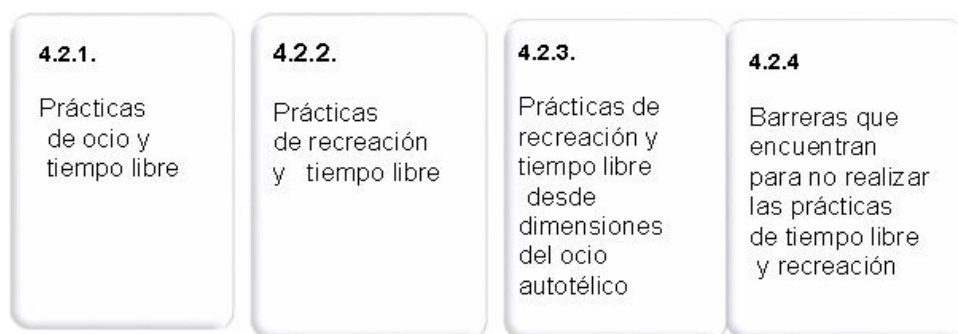 4.2.1.
Prácticas
de ocio y
tiempo libre
4.2.2.
Prácticas
de recreación
y tiempo libre
4.2.3.
Prácticas de
recreación y
tiempo libre
desde
dimensiones
del ocio
autotélico
4.2.4
Barreras que
encuentran
para no realizar
las prácticas
de tiempo libre
y recreación